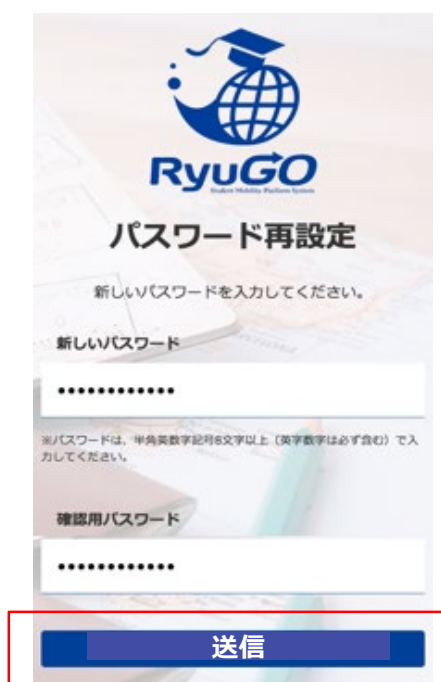 RyuGO
Student Mobility Platform System
パスワード再設定
新しいパスワードを入力してください。
新しいパスワード
••••••••••••
※パスワードは、半角英数字記号8文字以上（英字数字は必ず含む）で入
力してください。
確認用パスワード
••••••••••••
送信